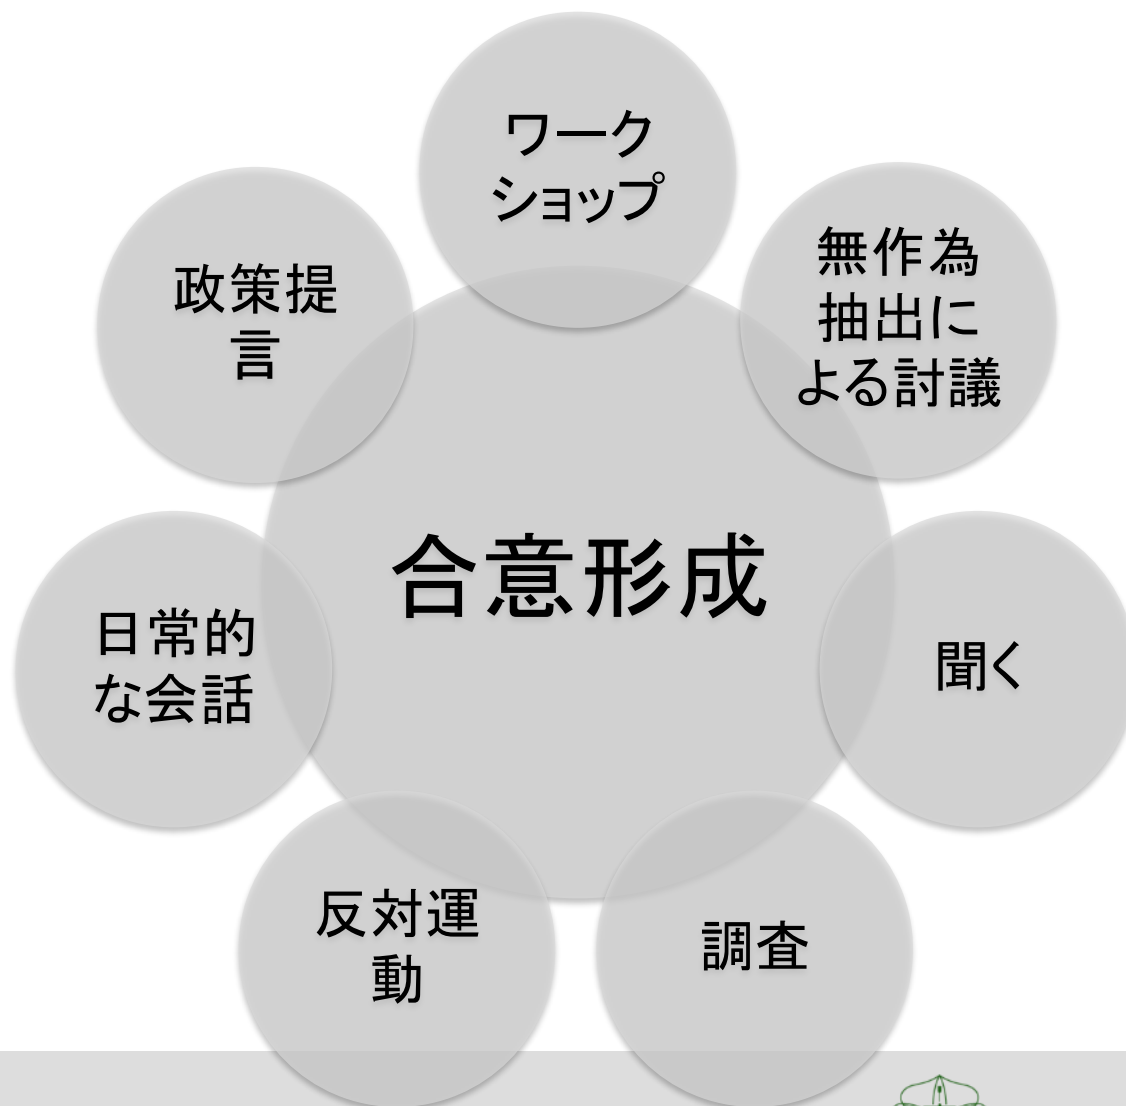 ワーク
ショップ
無作為
抽出に
よる討議
政策提
言
合意形成
日常的
な会話
聞く
反対運
動
調査